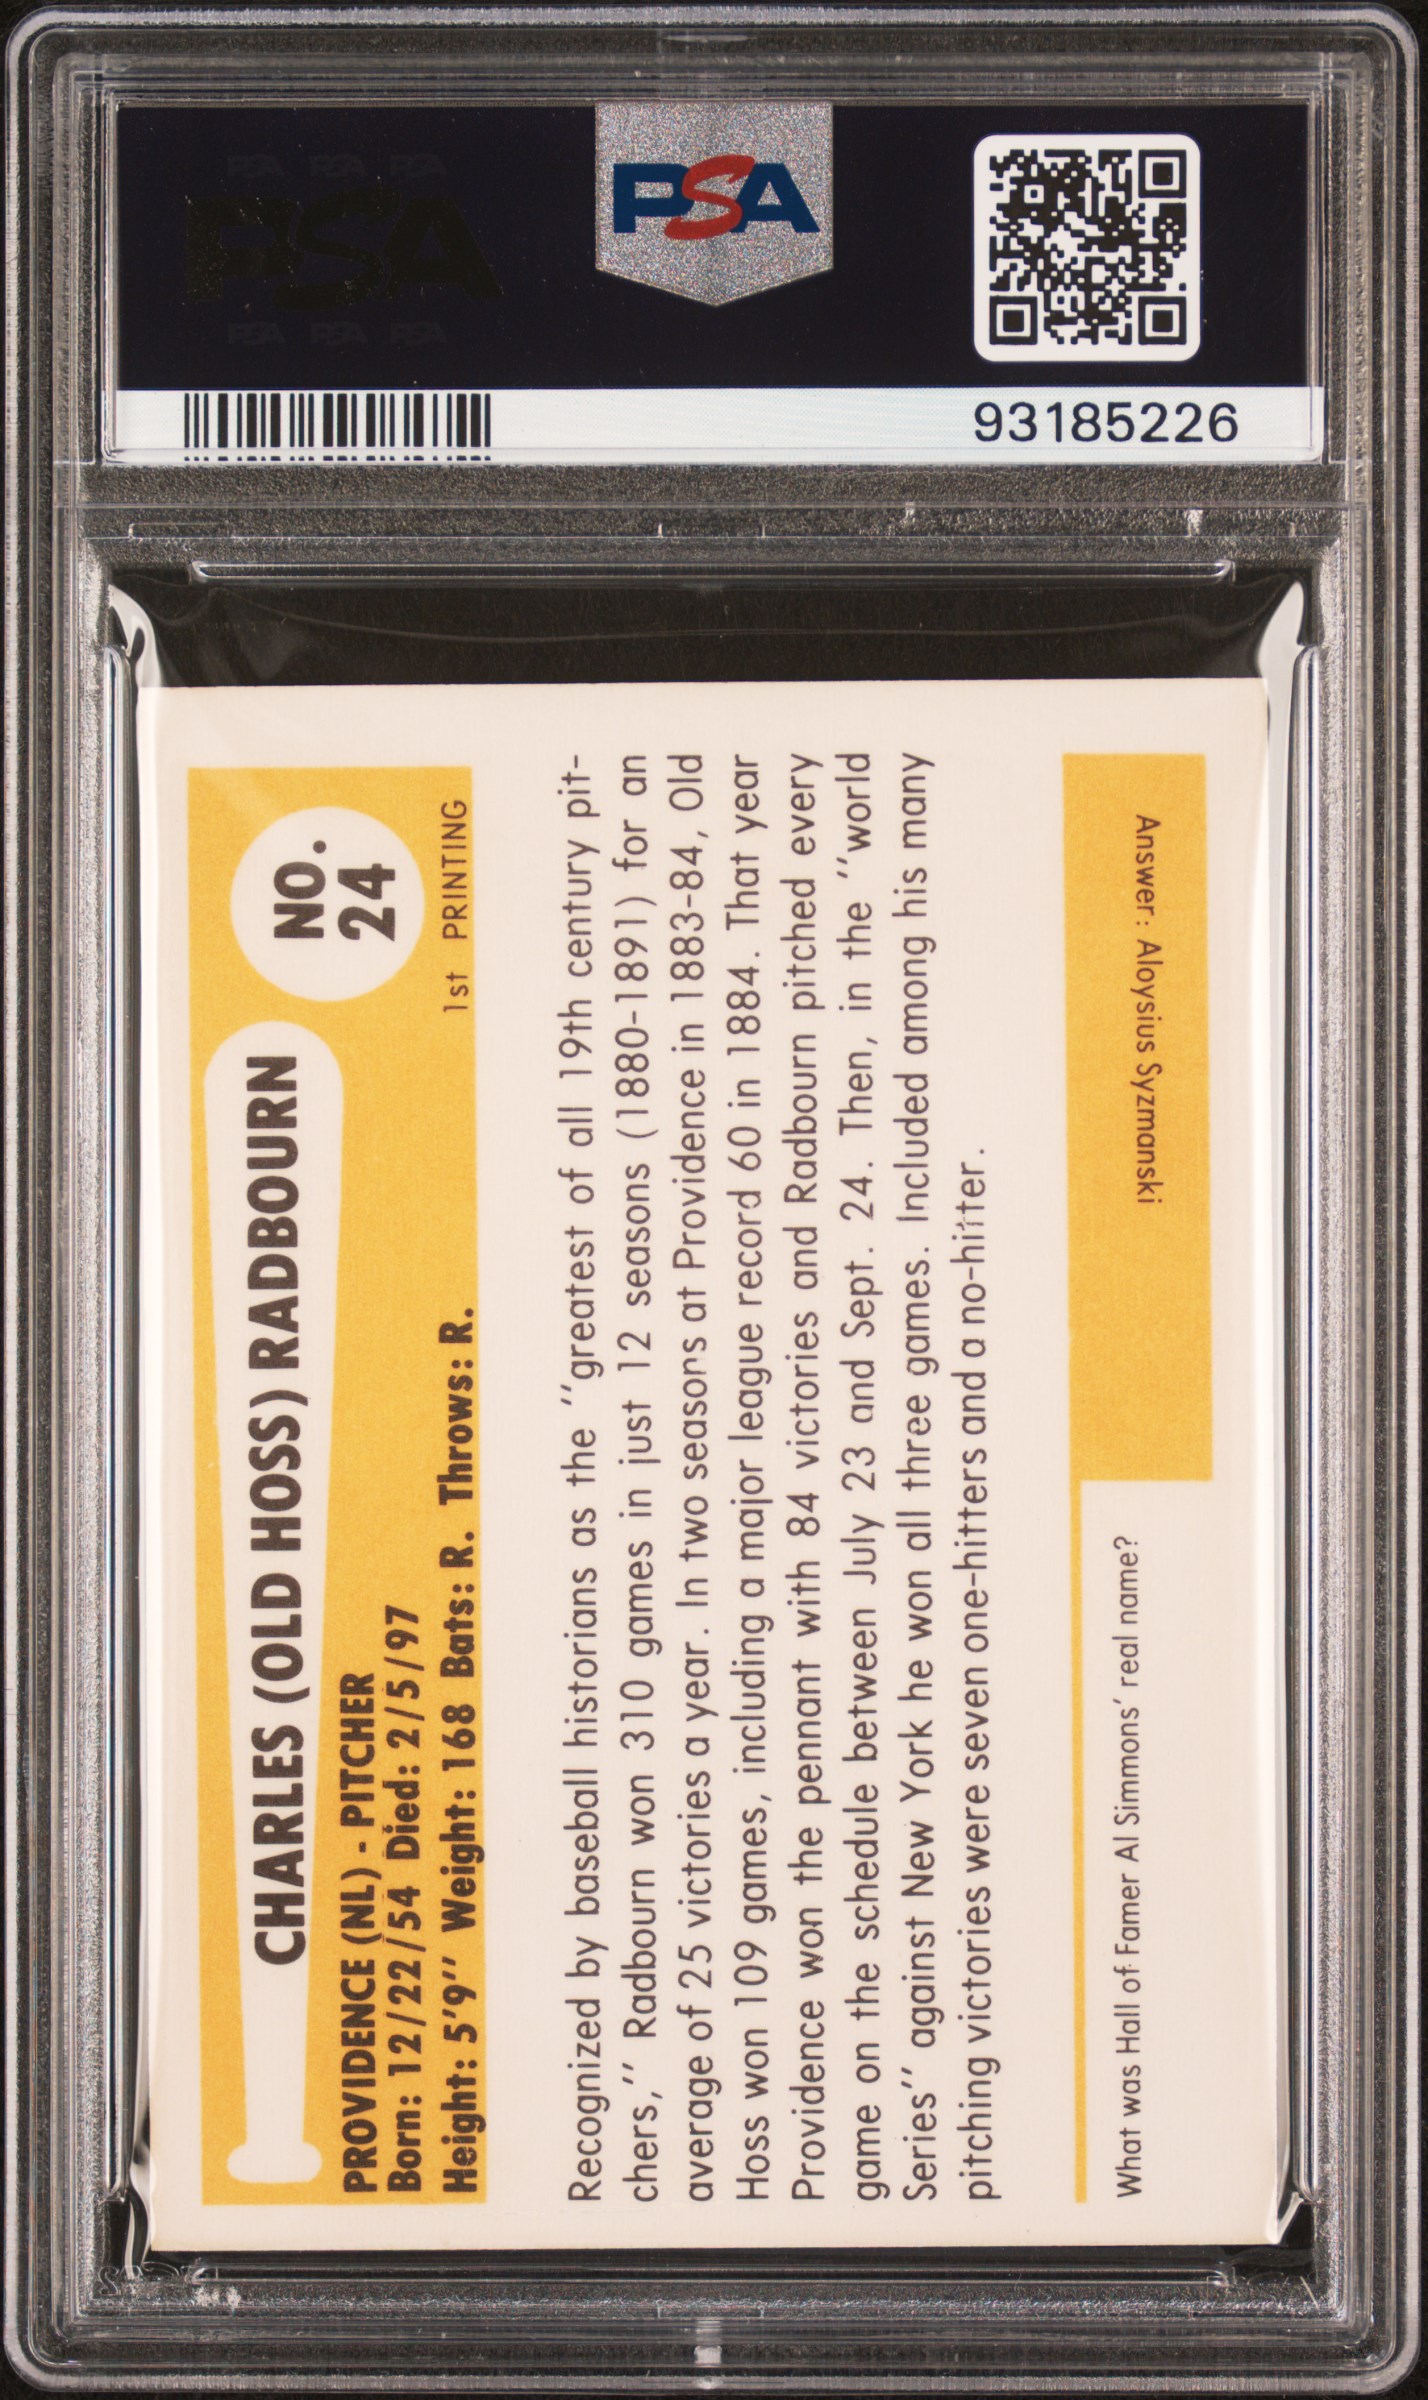 PSA PSA PSA
PSA
PSA PSA PSA
PSA
93185226
CHARLES (OLD HOSS) RADBOURN
NO.
24
PROVIDENCE (NL) - PITCHER
Born: 12/22/54 Died: 2/5/97
Height: 5'9'' Weight: 168 Bats: R. Throws: R.
1st PRINTING
Recognized by baseball historians as the ''greatest of all 19th century pit-
chers,'' Radbourn won 310 games in just 12 seasons (1880-1891) for an
average of 25 victories a year. In two seasons at Providence in 1883-84, Old
Hoss won 109 games, including a major league record 60 in 1884. That year
Providence won the pennant with 84 victories and Radbourn pitched every
game on the schedule between July 23 and Sept. 24. Then, in the ''world
Series'' against New York he won all three games. Included among his many
pitching victories were seven one-hitters and a no-hitter.
What was Hall of Famer Al Simmons' real name?
Answer: Aloysius Syzmanski